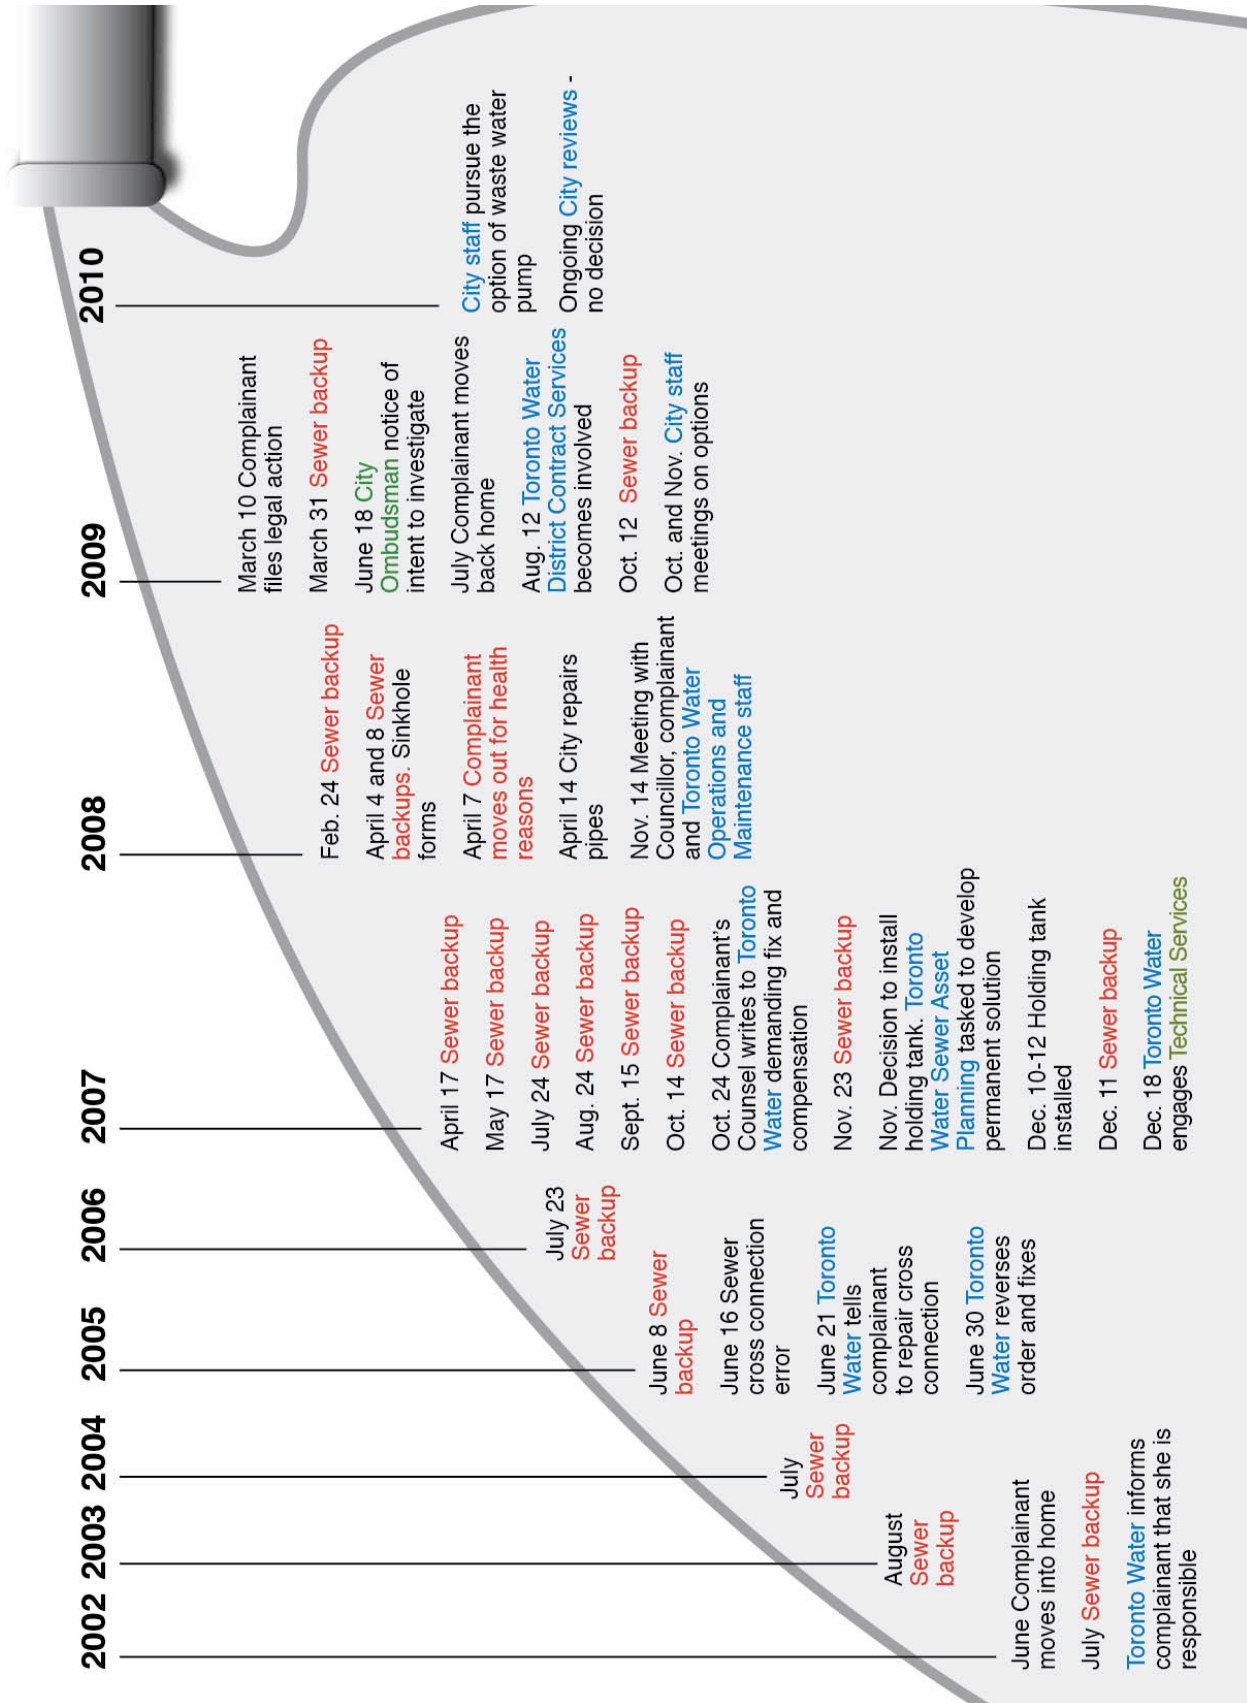 2002
June Complainant
moves into home
July Sewer backup
Toronto Water informs
complainant that she is
responsible
2003
August
Sewer
backup
2004
July
Sewer
backup
2005
June 8 Sewer
backup
June 16 Sewer
cross connection
error
June 21 Toronto
Water tells
complainant
to repair cross
connection
June 30 Toronto
Water reverses
order and fixes
2006
July 23
Sewer
backup
2007
April 17 Sewer backup
May 17 Sewer backup
July 24 Sewer backup
Aug. 24 Sewer backup
Sept. 15 Sewer backup
Oct. 14 Sewer backup
Oct. 24 Complainant's
Counsel writes to Toronto
Water demanding fix and
compensation
Nov. 23 Sewer backup
Nov. Decision to install
holding tank. Toronto
Water Sewer Asset
Planning tasked to develop
permanent solution
Dec. 10-12 Holding tank
installed
Dec. 11 Sewer backup
Dec. 18 Toronto Water
engages Technical Services
2008
Feb. 24 Sewer backup
April 4 and 8 Sewer
backups. Sinkhole
forms
April 7 Complainant
moves out for health
reasons
April 14 City repairs
pipes
Nov. 14 Meeting with
Councillor, complainant
and Toronto Water
Operations and
Maintenance staff
2009
March 10 Complainant
files legal action
March 31 Sewer backup
June 18 City
Ombudsman notice of
intent to investigate
July Complainant moves
back home
Aug. 12 Toronto Water
District Contract Services
becomes involved
Oct. 12 Sewer backup
Oct. and Nov. City staff
meetings on options
2010
City staff pursue the
option of waste water
pump
Ongoing City reviews -
no decision